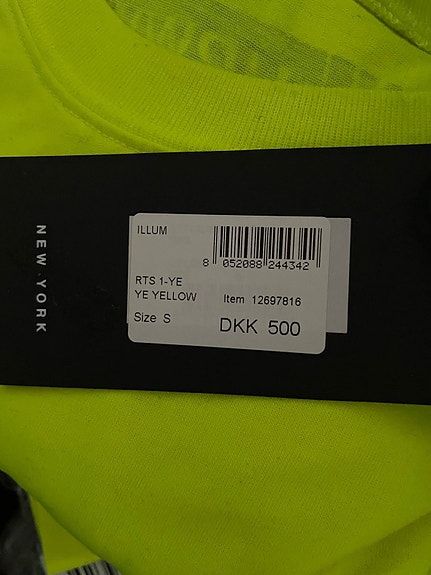 NEW YORK
ILLUM
8 052088 244342
RTS 1-YE
YE YELLOW Item 12697816
Size S DKK 500